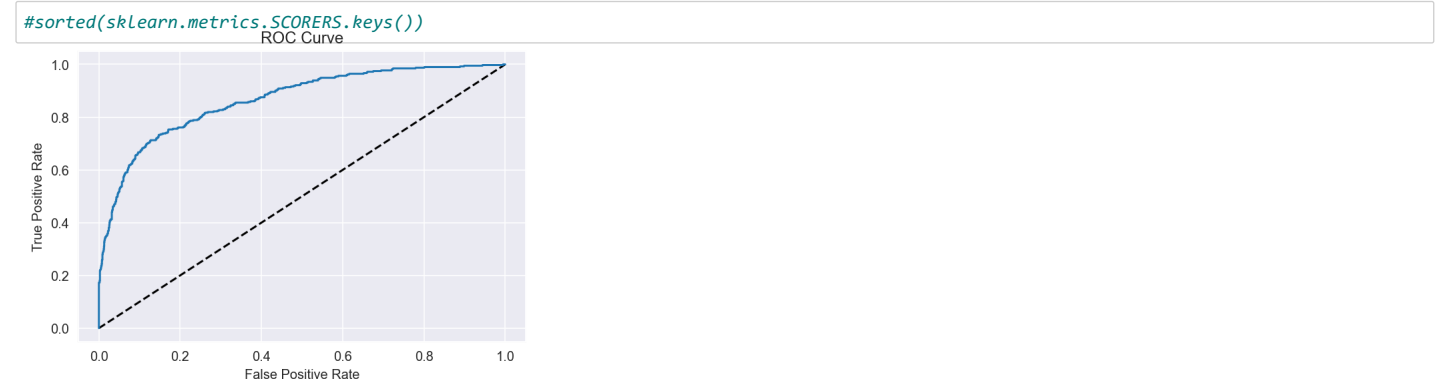 #sorted(sklearn.metrics.SCORERS.keys())
ROC Curve
1.0
0.8
0.6
0.4
0.2
0.0
True Positive Rate
0.0 0.2 0.4 0.6 0.8 1.0
False Positive Rate